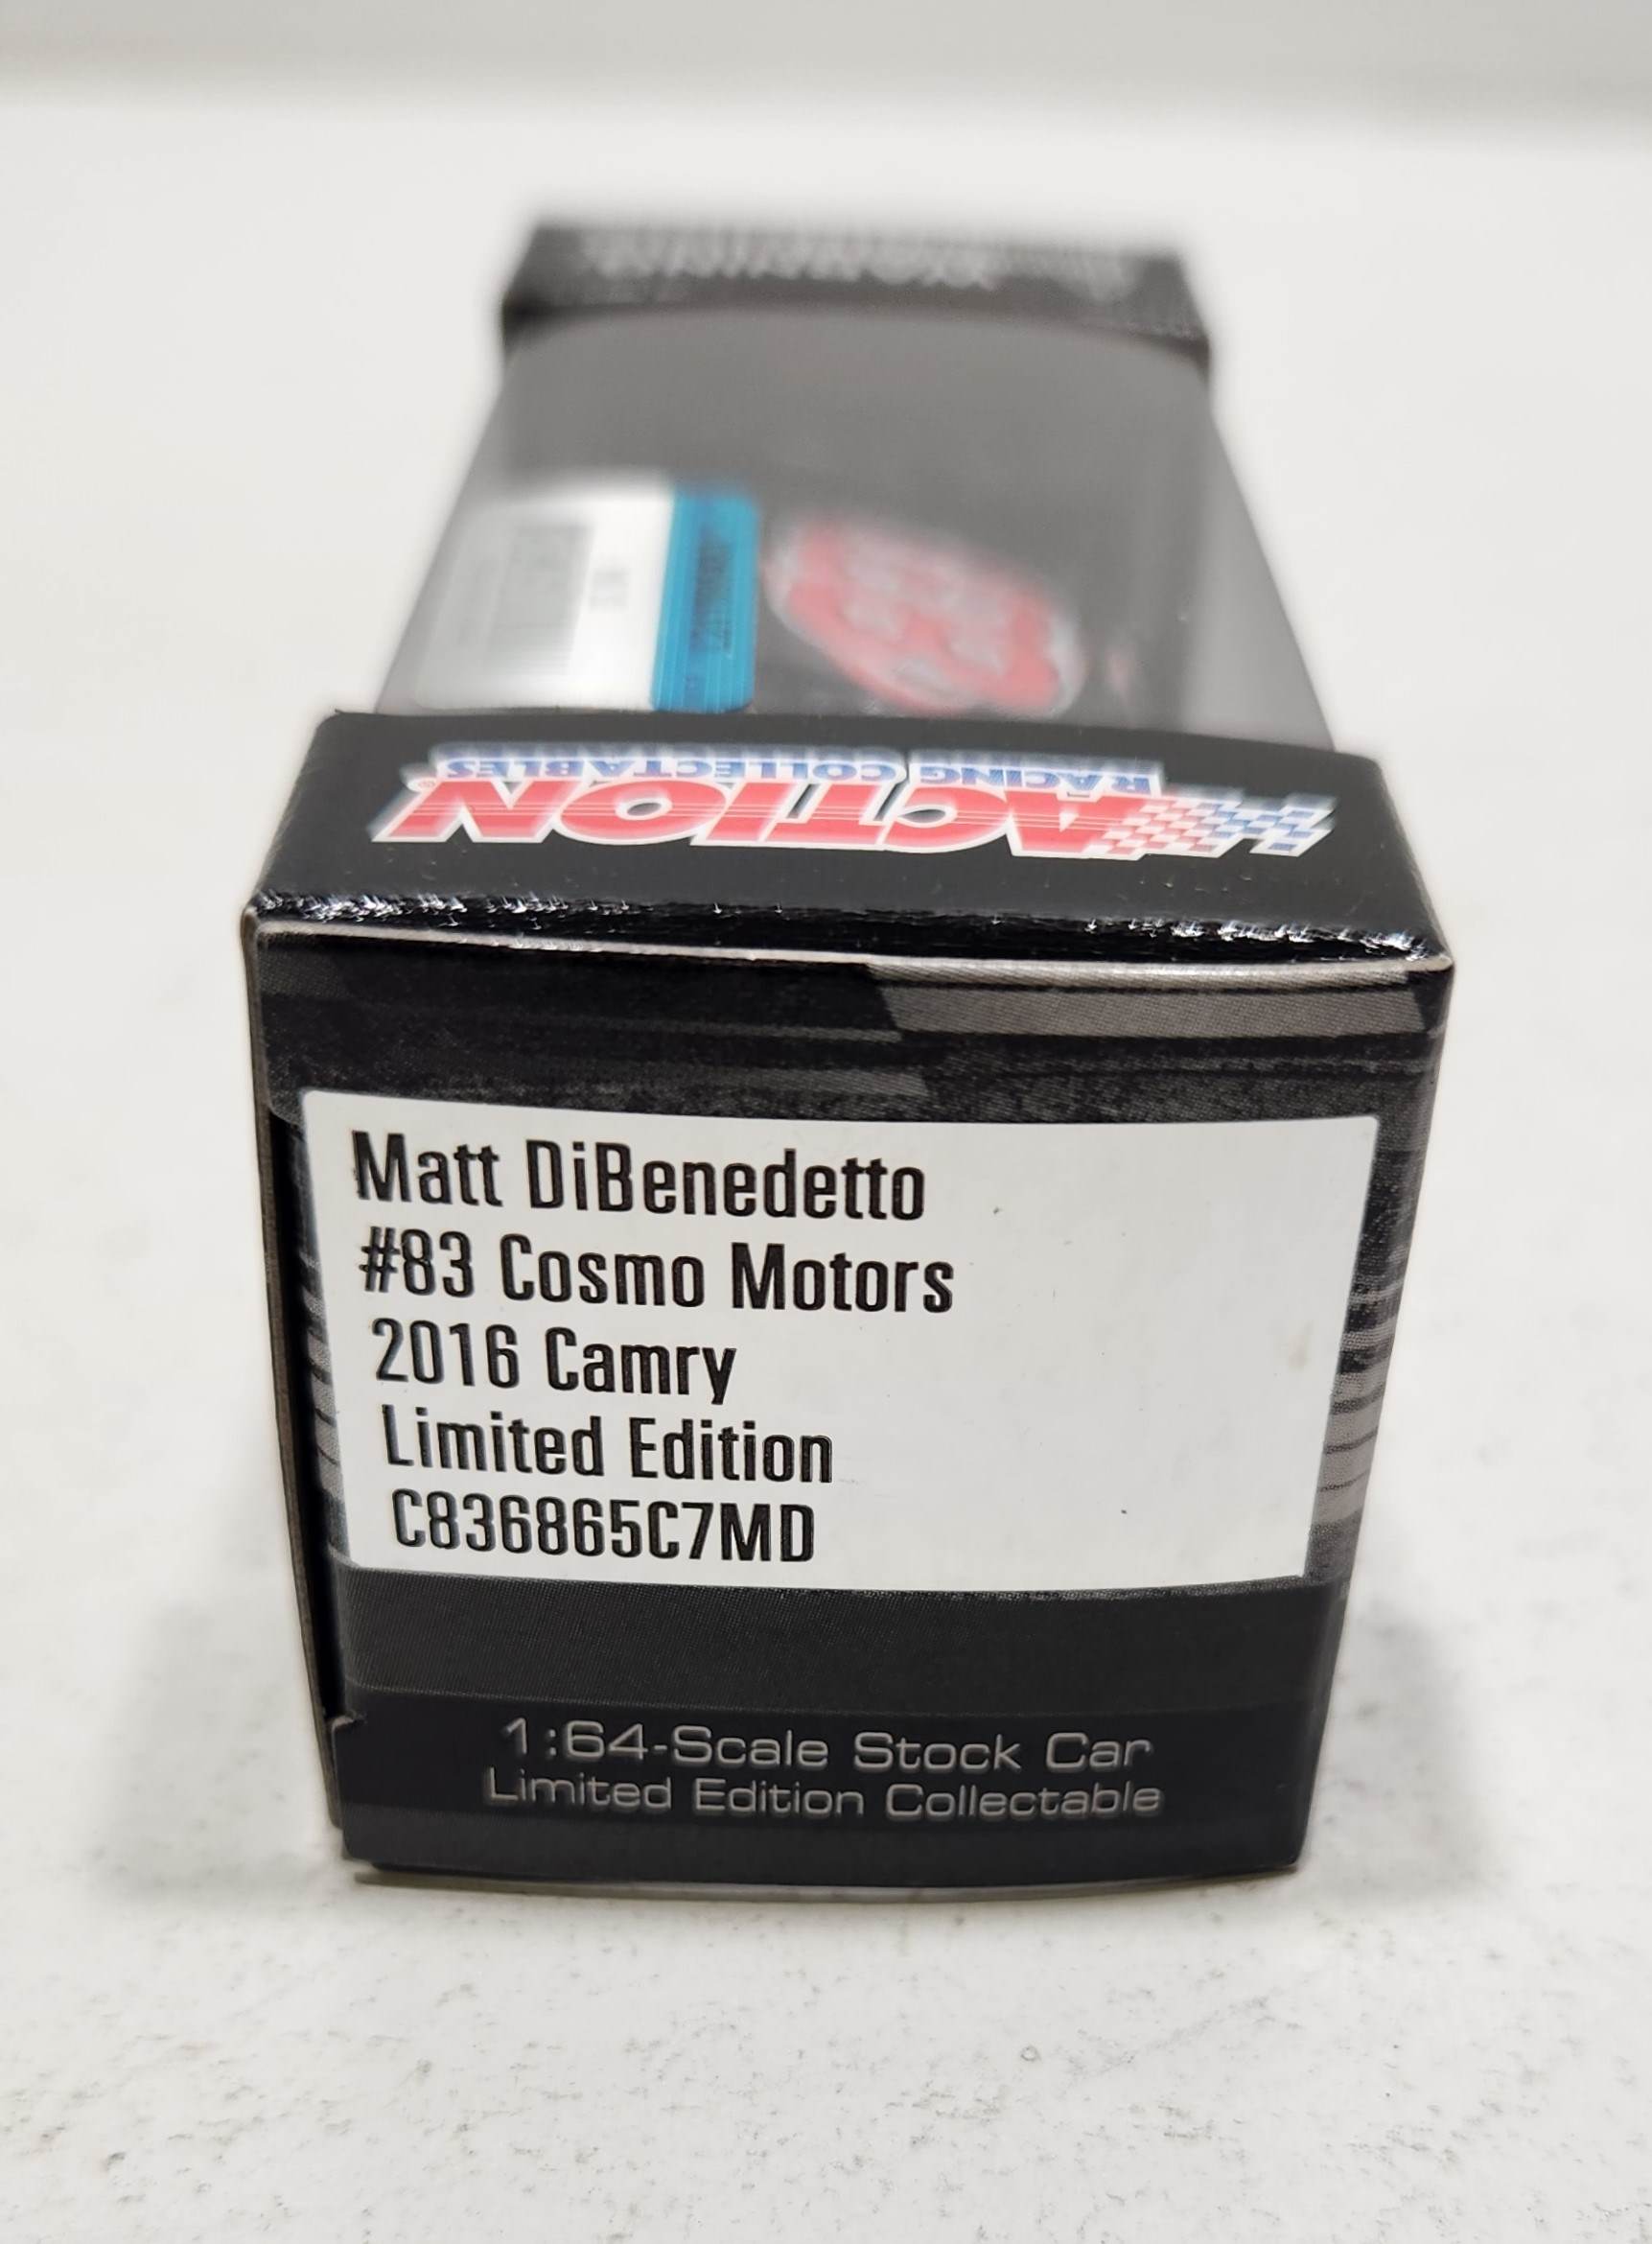 ACTION
RACING COLLECTABLES
Matt DiBenedetto
#83 Cosmo Motors
2016 Camry
Limited Edition
C836865C7MD
1:64-Scale Stock Car
Limited Edition Collectable